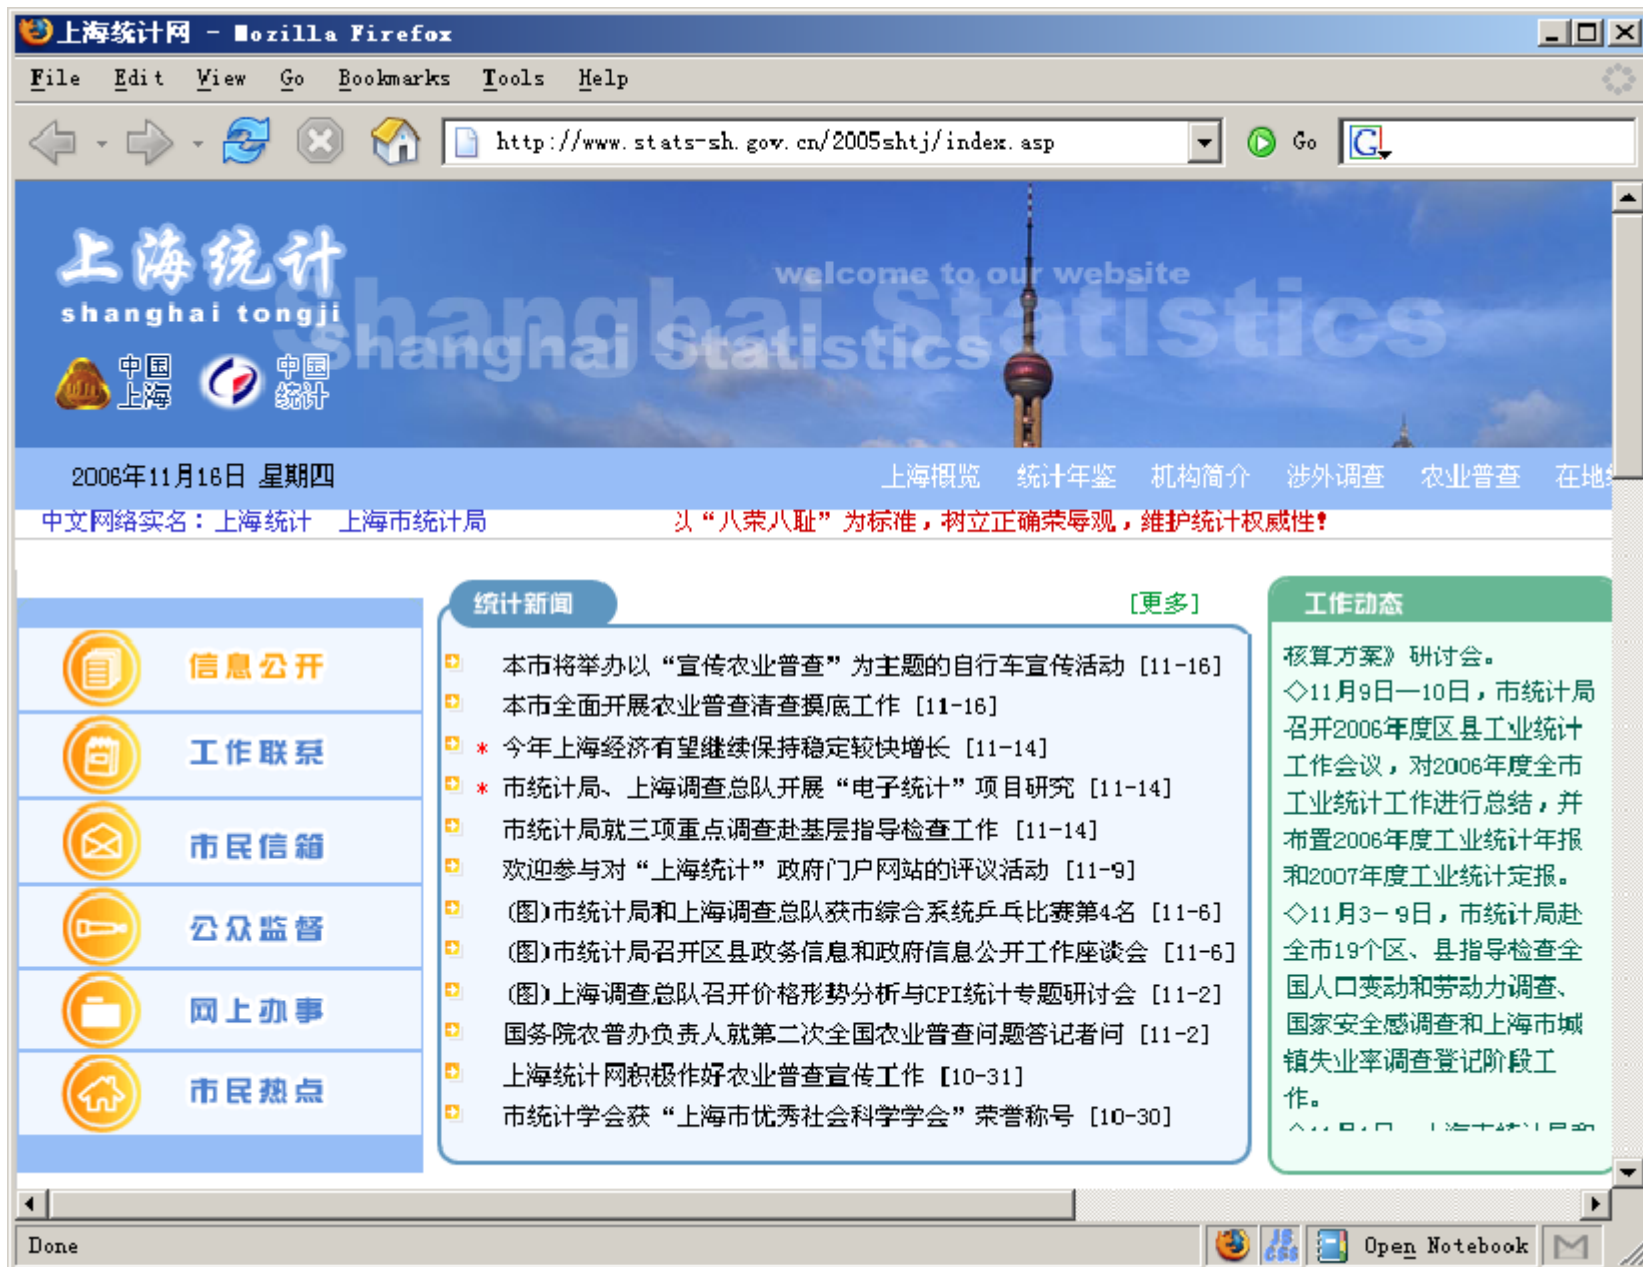 上海统计网 - Mozilla Firefox
File Edit View Go Bookmarks Tools Help
http://www.stats-sh.gov.cn/2005shtj/index.asp Go
上海统计
shanghai tongji
welcome to our website
Shanghai Statistics
Shanghai Statistics
中国上海 中国统计
2006年11月16日 星期四 上海概览 统计年鉴 机构简介 涉外调查 农业普查 在地
中文网络实名：上海统计 上海市统计局 以“八荣八耻”为标准，树立正确荣辱观，维护统计权威性！
信息公开
工作联系
市民信箱
公众监督
网上办事
市民热点
统计新闻 [更多]
本市将举办以“宣传农业普查”为主题的自行车宣传活动 [11-16]
本市全面开展农业普查清查摸底工作 [11-16]
* 今年上海经济有望继续保持稳定较快增长 [11-14]
* 市统计局、上海调查总队开展“电子统计”项目研究 [11-14]
市统计局就三项重点调查赴基层指导检查工作 [11-14]
欢迎参与对“上海统计”政府门户网站的评议活动 [11-9]
(图)市统计局和上海调查总队获市综合系统乒乓比赛第4名 [11-6]
(图)市统计局召开区县政务信息和政府信息公开工作座谈会 [11-6]
(图)上海调查总队召开价格形势分析与CPI统计专题研讨会 [11-2]
国务院农普办负责人就第二次全国农业普查问题答记者问 [11-2]
上海统计网积极作好农业普查宣传工作 [10-31]
市统计学会获“上海市优秀社会科学学会”荣誉称号 [10-30]
工作动态
核算方案》研讨会。
◇11月9日—10日，市统计局
召开2006年度区县工业统计
工作会议，对2006年度全市
工业统计工作进行总结，并
布置2006年度工业统计年报
和2007年度工业统计定报。
◇11月3－9日，市统计局赴
全市19个区、县指导检查全
国人口变动和劳动力调查、
国家安全感调查和上海市城
镇失业率调查登记阶段工
作。
Done JS CSS Open Notebook